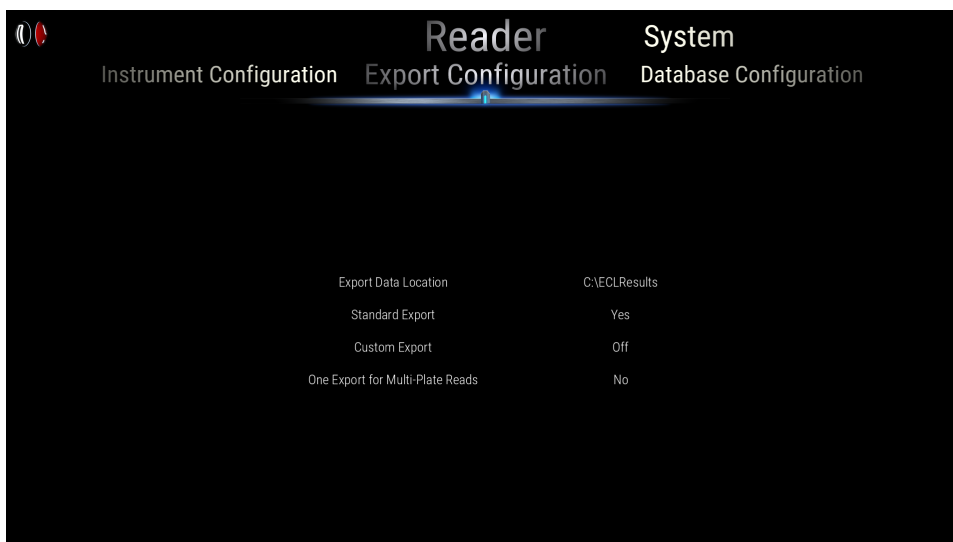 Reader System
Instrument Configuration Export Configuration Database Configuration
Export Data Location C:\ECLResults
Standard Export Yes
Custom Export Off
One Export for Multi-Plate Reads No